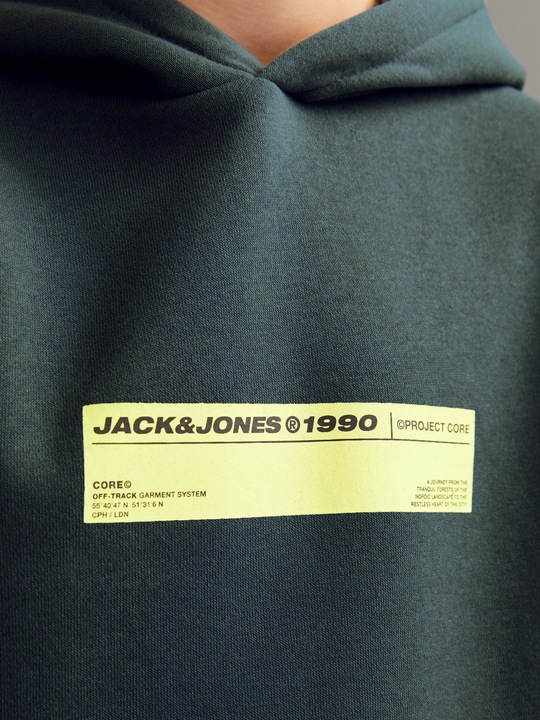 JACK&JONES®1990
©PROJECT CORE
CORE©
OFF-TRACK GARMENT SYSTEM
55°40'47 N 51°31'6 N
CPH / LDN
A JOURNEY FROM THE
TRANQUIL FORESTS OF THE
NORDIC LANDSCAPE TO THE
RESTLESS HEART OF THE CITY.